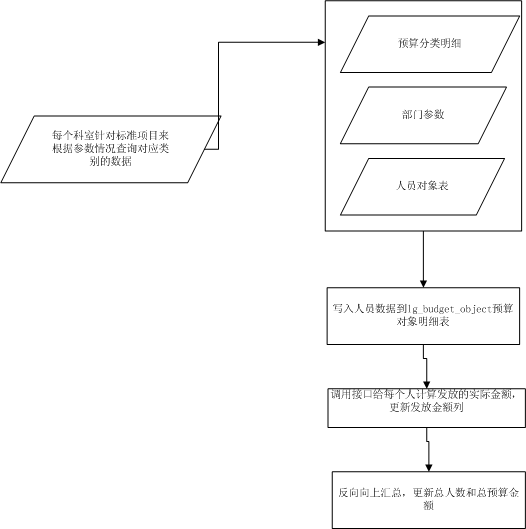 预算分类明细
部门参数
人员对象表
每个科室针对标准项目来
根据参数情况查询对应类
别的数据
写入人员数据到lg_budget_object预算
对象明细表
调用接口给每个人计算发放的实际金额，
更新发放金额列
反向向上汇总，更新总人数和总预算金
额